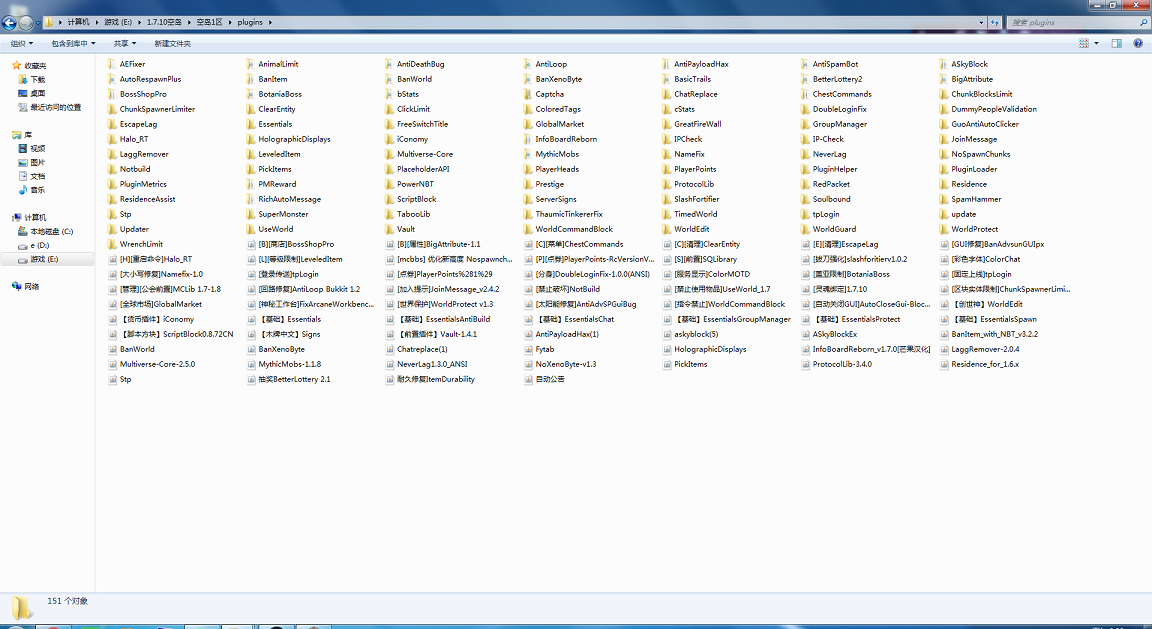 计算机 ▸ 游戏 (E:) ▸ 1.7.10空岛 ▸ 空岛1区 ▸ plugins ▸
搜索 plugins
组织 包含到库中 共享 新建文件夹
收藏夹
下载
桌面
最近访问的位置
库
视频
图片
文档
音乐
计算机
本地磁盘 (C:)
e (D:)
游戏 (E:)
网络
AEFixer AnimalLimit AntiDeathBug AntiLoop AntiPayloadHax AntiSpamBot ASkyBlock
AutoRespawnPlus BanItem BanWorld BanXenoByte BasicTrails BetterLottery2 BigAttribute
BossShopPro BotaniaBoss bStats Captcha ChatReplace ChestCommands ChunkBlocksLimit
ChunkSpawnerLimiter ClearEntity ClickLimit ColoredTags cStats DoubleLoginFix DummyPeopleValidation
EscapeLag Essentials FreeSwitchTitle GlobalMarket GreatFireWall GroupManager GuoAntiAutoClicker
Halo_RT HolographicDisplays iConomy InfoBoardReborn IPCheck IP-Check JoinMessage
LaggRemover LeveledItem Multiverse-Core MythicMobs NameFix NeverLag NoSpawnChunks
Notbuild PickItems PlaceholderAPI PlayerHeads PlayerPoints PluginHelper PluginLoader
PluginMetrics PMReward PowerNBT Prestige ProtocolLib RedPacket Residence
ResidenceAssist RichAutoMessage ScriptBlock ServerSigns SlashFortifier Soulbound SpamHammer
Stp SuperMonster TabooLib ThaumicTinkererFix TimedWorld tpLogin update
Updater UseWorld Vault WorldCommandBlock WorldEdit WorldGuard WorldProtect
WrenchLimit [B][商店]BossShopPro [B][属性]BigAttribute-1.1 [C][菜单]ChestCommands [C][清理]ClearEntity [E][清理]EscapeLag [GUI修复]BanAdvsunGUIpx
[H][重启命令]Halo_RT [L][等级限制]LeveledItem [mcbbs] 优化新高度 Nospawnch... [P][点券]PlayerPoints-RcVersionV... [S][前置]SQLibrary [拔刀强化]slashforitierv1.0.2 [彩色字体]ColorChat
[大小写修复]Namefix-1.0 [登录传送]tpLogin [点券]PlayerPoints%281%29 [分身]DoubleLoginFix-1.0.0(ANSI) [服务显示]ColorMOTD [盖亚限制]BotaniaBoss [固定上线]tpLogin
[管理][公会前置]MCLib 1.7-1.8 [回路修复]AntiLoop Bukkit 1.2 [加入提示]JoinMessage_v2.4.2 [禁止破坏]NotBuild [禁止使用物品]UseWorld_1.7 [灵魂绑定]1.7.10 [区块实体限制]ChunkSpawnerLimi...
[全球市场]GlobalMarket [神秘工作台]FixArcaneWorkbenc... [世界保护]WorldProtect v1.3 [太阳能修复]AntiAdvSPGuiBug [指令禁止]WorldCommandBlock [自动关闭GUI]AutoCloseGui-Bloc... 【创世神】WorldEdit
【货币插件】iConomy 【基础】Essentials 【基础】EssentialsAntiBuild 【基础】EssentialsChat 【基础】EssentialsGroupManager 【基础】EssentialsProtect 【基础】EssentialsSpawn
【脚本方块】ScriptBlock0.8.72CN 【木牌中文】Signs 【前置插件】Vault-1.4.1 AntiPayloadHax(1) askyblock(5) ASkyBlockEx BanItem_with_NBT_v3.2.2
BanWorld BanXenoByte Chatreplace(1) Fytab HolographicDisplays InfoBoardReborn_v1.7.0[芒果汉化] LaggRemover-2.0.4
Multiverse-Core-2.5.0 MythicMobs-1.1.8 NeverLag1.3.0_ANSI NoXenoByte-v1.3 PickItems ProtocolLib-3.4.0 Residence_for_1.6.x
Stp 抽奖BetterLottery 2.1 耐久修复ItemDurability 自动公告
151 个对象